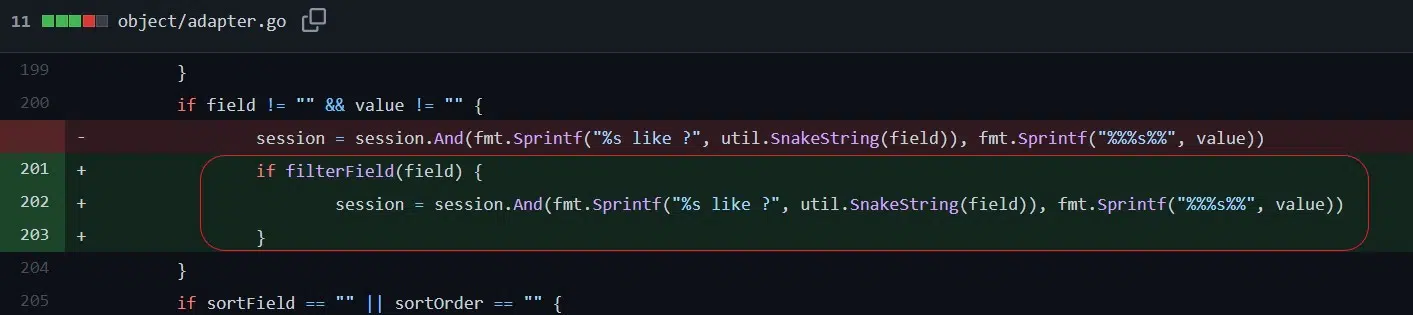 11 object/adapter.go
199 }
200 if field != "" && value != "" {
- session = session.And(fmt.Sprintf("%s like ?", util.SnakeString(field)), fmt.Sprintf("%%%s%%", value))
201 + if filterField(field) {
202 + session = session.And(fmt.Sprintf("%s like ?", util.SnakeString(field)), fmt.Sprintf("%%%s%%", value))
203 + }
204 }
205 if sortField == "" || sortOrder == "" {